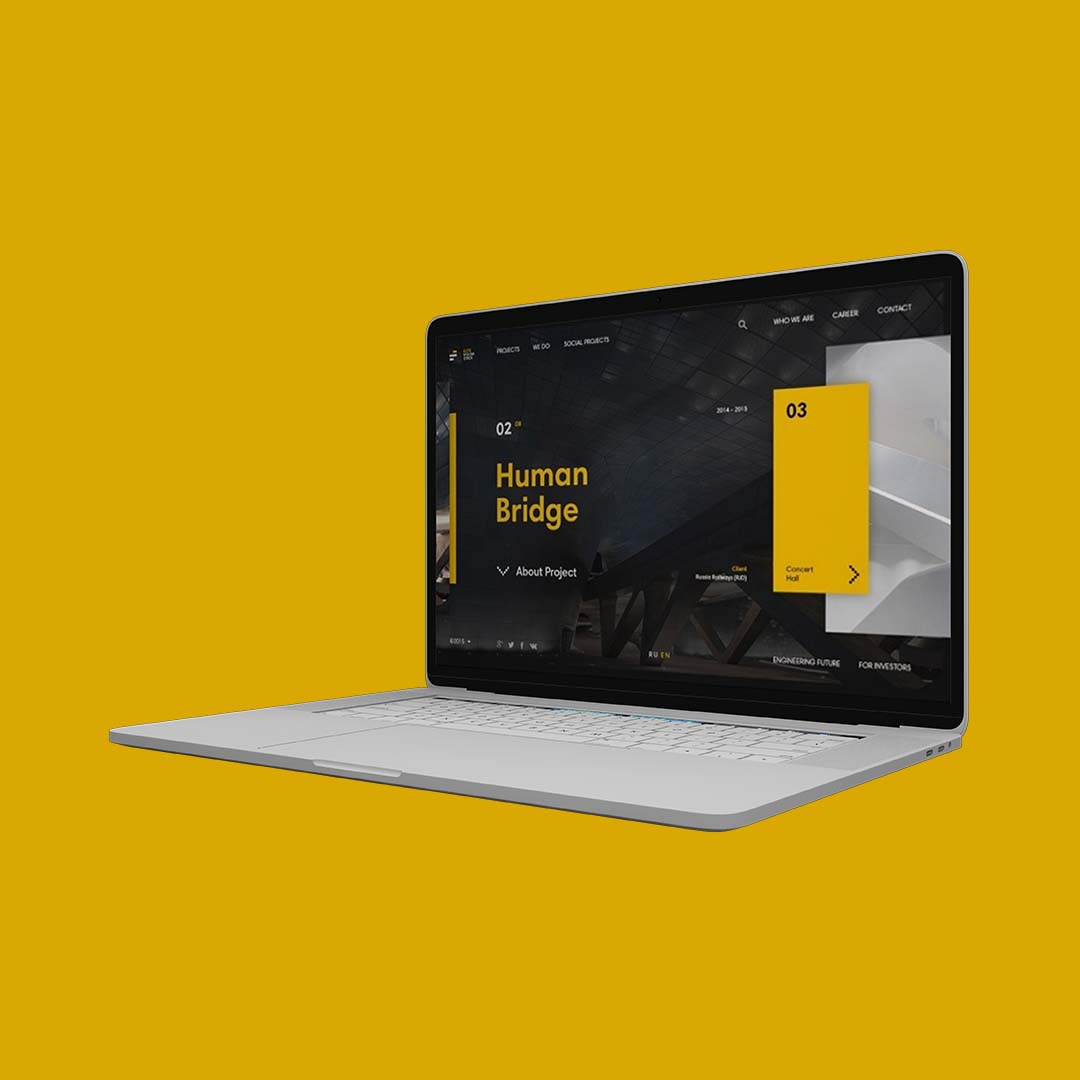 PROJECTS
WE DO
SOCIAL PROJECTS
WHO WE ARE
CAREER
CONTACT
02 08
Human
Bridge
About Project
2014 - 2015
Client
Russia Railways (RJD)
03
Concert
Hall
©2015
RU EN
ENGINEERING FUTURE
FOR INVESTORS